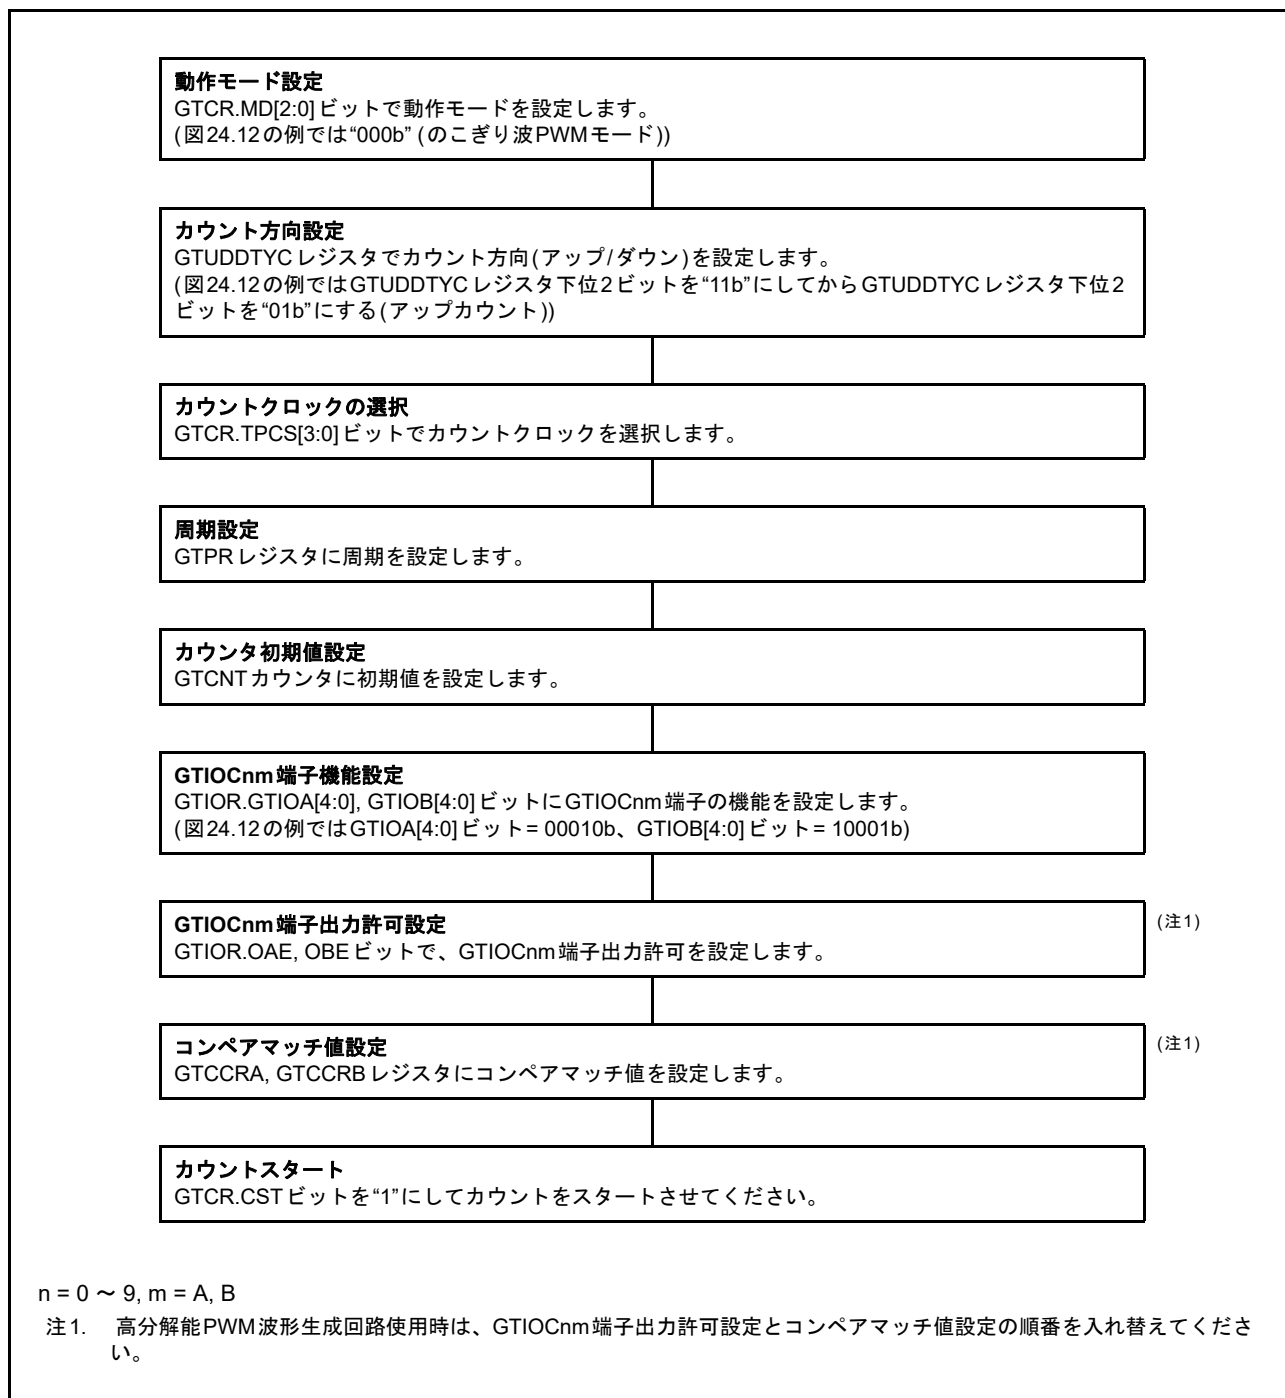 動作モード設定
GTCR.MD[2:0]ビットで動作モードを設定します。
(図24.12の例では“000b” (のこぎり波PWMモード))
カウント方向設定
GTUDDTYCレジスタでカウント方向(アップ/ダウン)を設定します。
(図24.12の例ではGTUDDTYCレジスタ下位2ビットを“11b”にしてからGTUDDTYCレジスタ下位2
ビットを“01b”にする(アップカウント))
カウントクロックの選択
GTCR.TPCS[3:0]ビットでカウントクロックを選択します。
周期設定
GTPRレジスタに周期を設定します。
カウンタ初期値設定
GTCNTカウンタに初期値を設定します。
GTIOCnm端子機能設定
GTIOR.GTIOA[4:0], GTIOB[4:0]ビットにGTIOCnm端子の機能を設定します。
(図24.12の例ではGTIOA[4:0]ビット= 00010b、GTIOB[4:0]ビット= 10001b)
GTIOCnm端子出力許可設定 (注1)
GTIOR.OAE, OBEビットで、GTIOCnm端子出力許可を設定します。
コンペアマッチ値設定 (注1)
GTCCRA, GTCCRBレジスタにコンペアマッチ値を設定します。
カウントスタート
GTCR.CSTビットを“1”にしてカウントをスタートさせてください。
n = 0 ～ 9, m = A, B
注1. 高分解能PWM波形生成回路使用時は、GTIOCnm端子出力許可設定とコンペアマッチ値設定の順番を入れ替えてくださ
い。